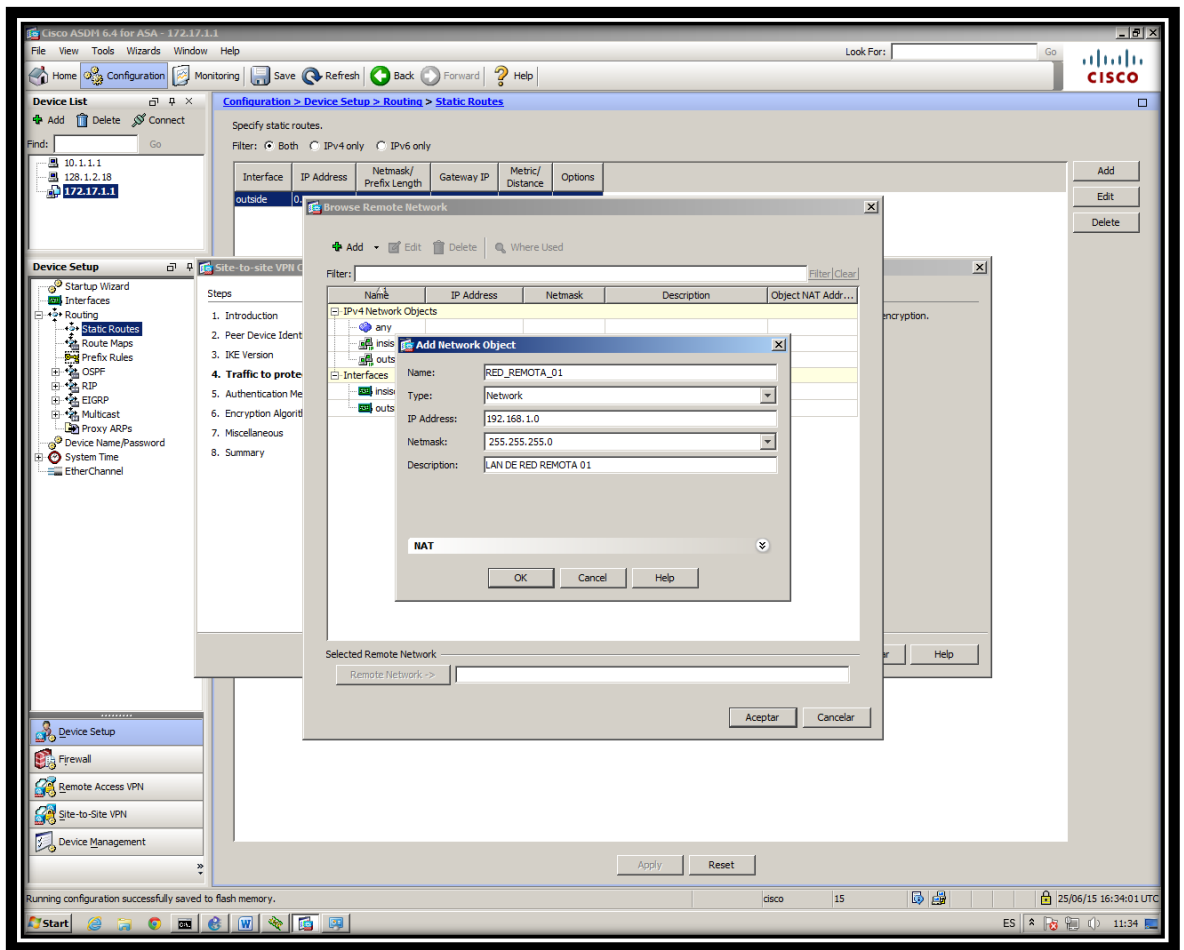 Cisco ASDM 6.4 for ASA - 172.17.1.1
File View Tools Wizards Window Help
Look For: Go
Home Configuration Monitoring Save Refresh Back Forward Help
CISCO
Device List
Add Delete Connect
Find: Go
10.1.1.1
128.1.2.18
172.17.1.1
Configuration > Device Setup > Routing > Static Routes
Specify static routes.
Filter: Both IPv4 only IPv6 only
Interface IP Address Netmask/ Prefix Length Gateway IP Metric/ Distance Options
outside 0.
Add
Edit
Delete
Device Setup
Startup Wizard
Interfaces
Routing
Static Routes
Route Maps
Prefix Rules
OSPF
RIP
EIGRP
Multicast
Proxy ARPs
Device Name/Password
System Time
EtherChannel
Site-to-site VPN C
Steps
1. Introduction
2. Peer Device Ident
3. IKE Version
4. Traffic to prote
5. Authentication Me
6. Encryption Algorit
7. Miscellaneous
8. Summary
encryption.
Help
Browse Remote Network
Add Edit Delete Where Used
Filter: Filter Clear
Name IP Address Netmask Description Object NAT Addr...
IPv4 Network Objects
any
insis
outs
Interfaces
insis
outs
Add Network Object
Name: RED_REMOTA_01
Type: Network
IP Address: 192.168.1.0
Netmask: 255.255.255.0
Description: LAN DE RED REMOTA 01
NAT
OK Cancel Help
Selected Remote Network
Remote Network ->
Aceptar Cancelar
Device Setup
Firewall
Remote Access VPN
Site-to-Site VPN
Device Management
Apply Reset
Running configuration successfully saved to flash memory.
cisco 15 25/06/15 16:34:01 UTC
Start
ES 11:34